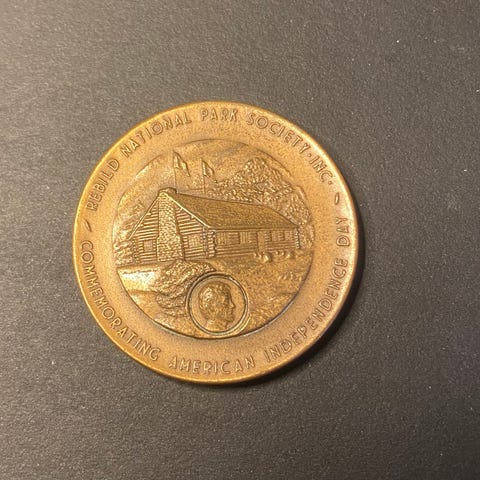 REBILD NATIONAL PARK SOCIETY·INC.
COMMEMORATING AMERICAN INDEPENDENCE DAY